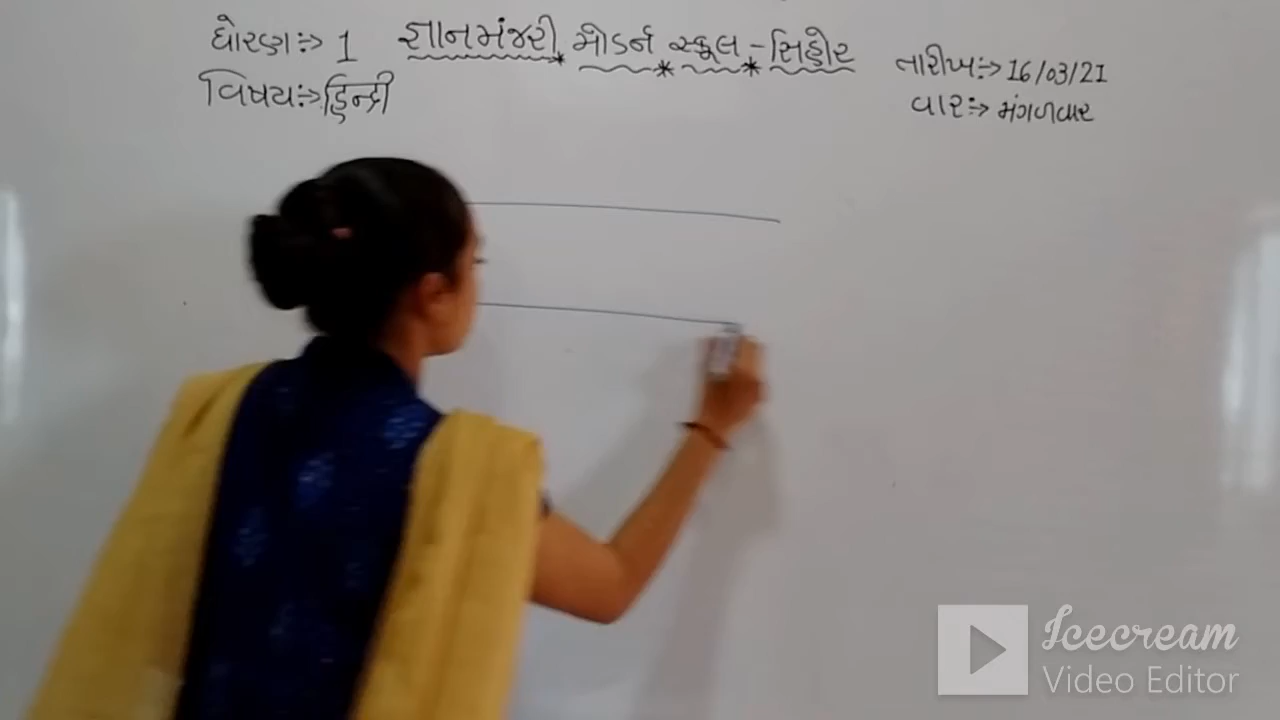 ધોરણ:-> 1
જ્ઞાનમંજરી મોડર્ન સ્કૂલ - સિહોર
તારીખ:-> 16/03/21
વિષય:-> હિન્દી
વાર:-> મંગળવાર
Icecream
Video Editor